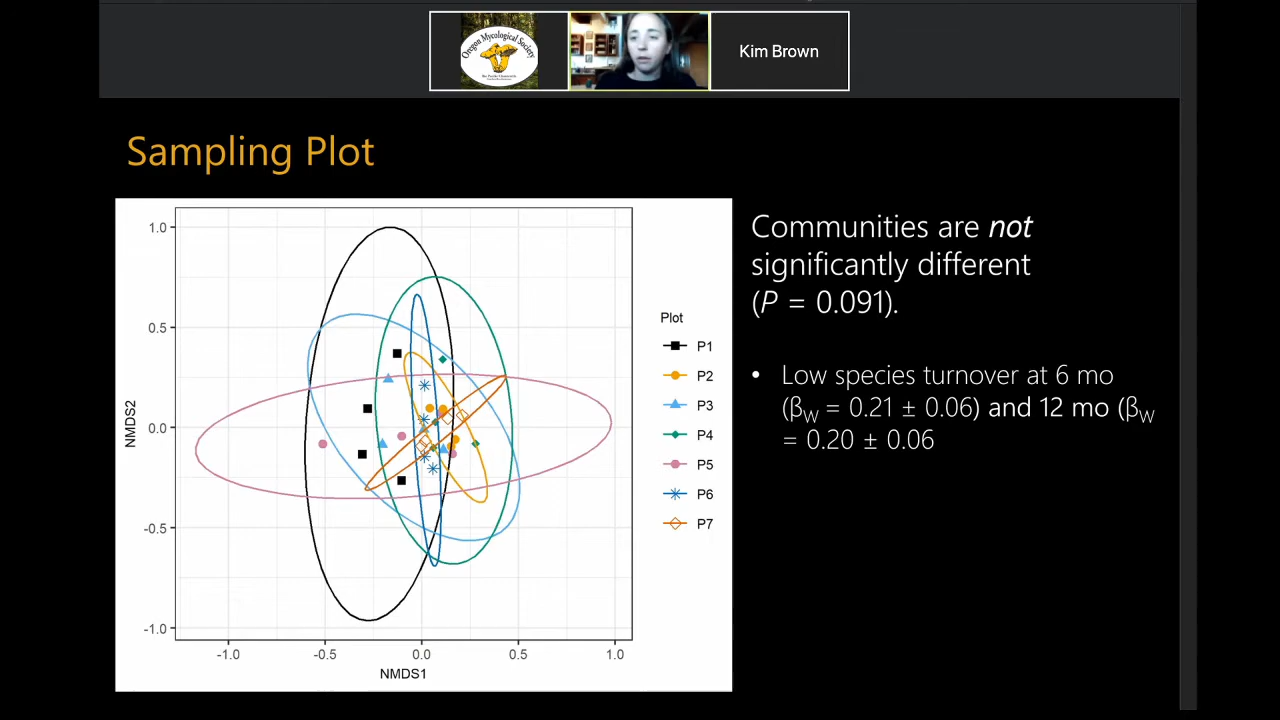 Oregon Mycological Society
Kim Brown
Sampling Plot
1.0
0.5
0.0
-0.5
-1.0
NMDS2
-1.0
-0.5
0.0
0.5
1.0
NMDS1
Plot
P1
P2
P3
P4
P5
P6
P7
Communities are not
significantly different
(P = 0.091).
• Low species turnover at 6 mo
(βW = 0.21 ± 0.06) and 12 mo (βW
= 0.20 ± 0.06